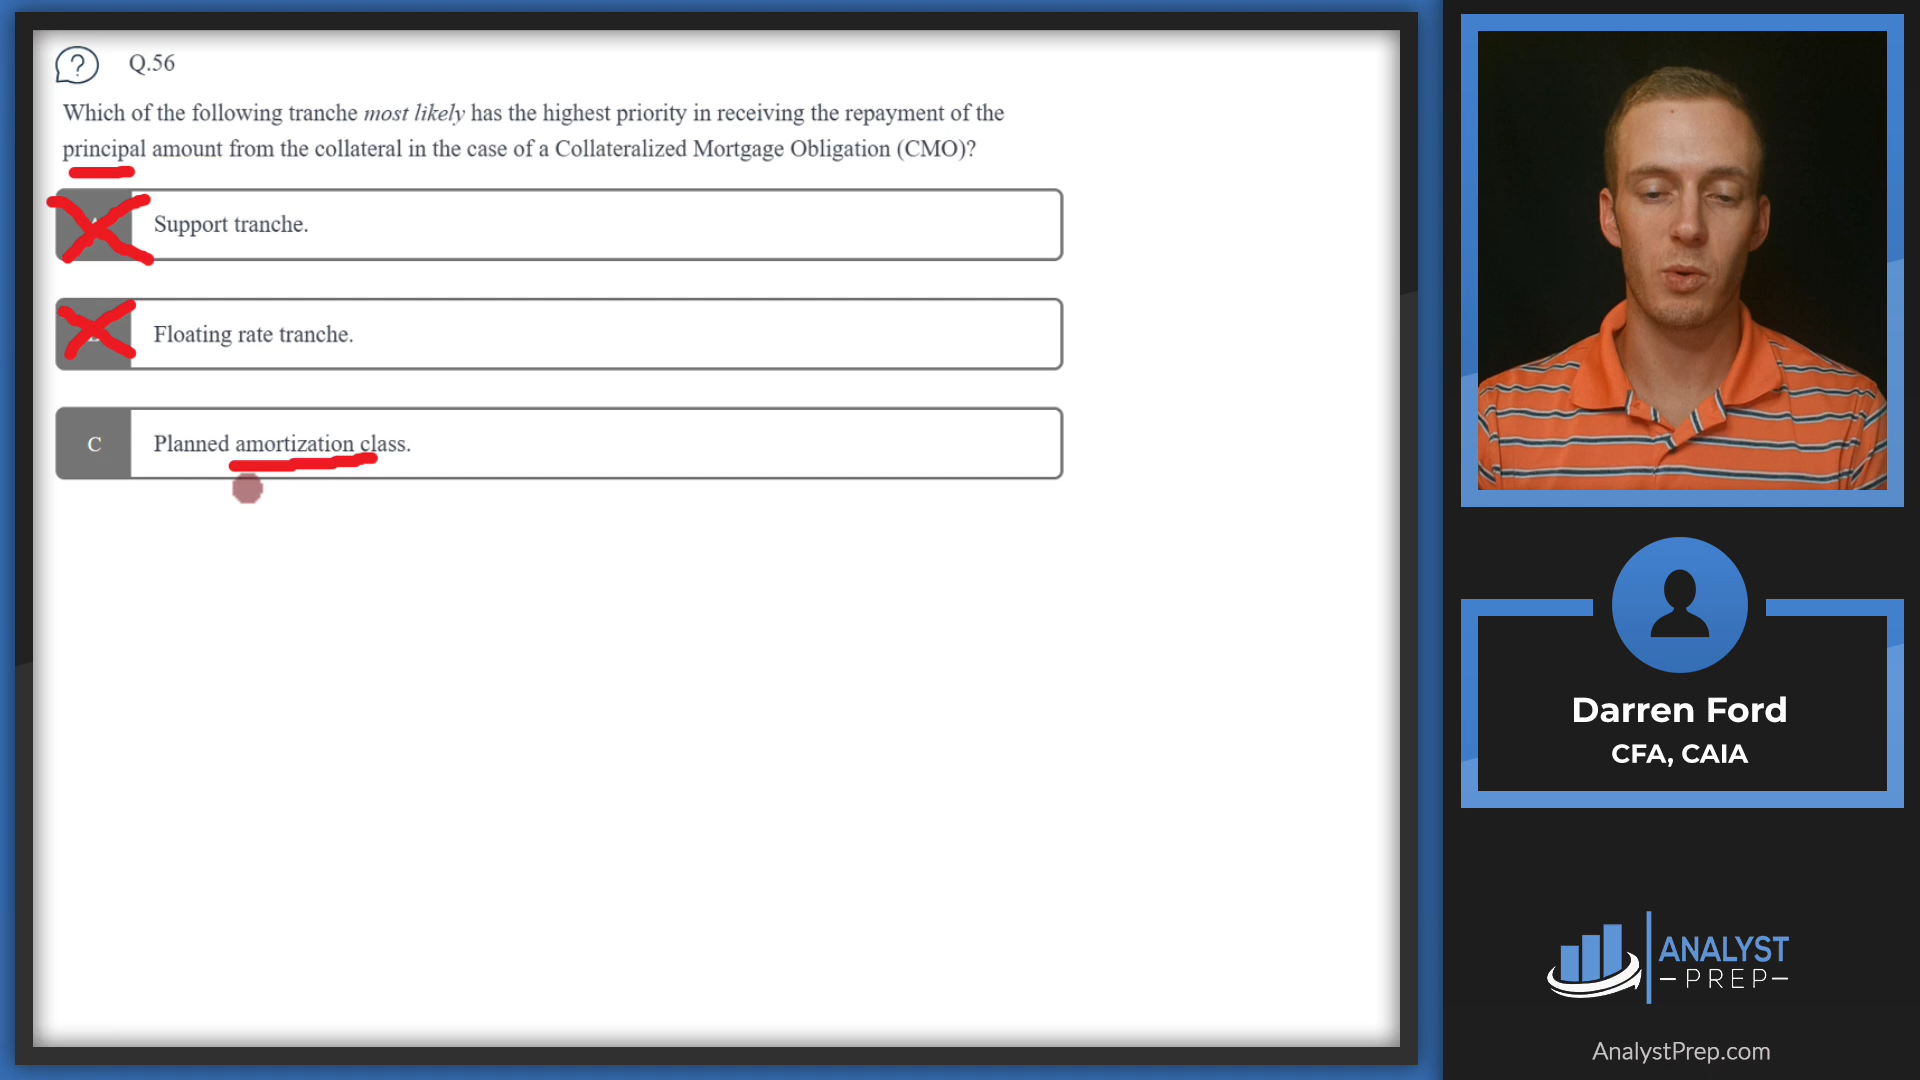 Q.56
Which of the following tranche most likely has the highest priority in receiving the repayment of the
principal amount from the collateral in the case of a Collateralized Mortgage Obligation (CMO)?
Support tranche.
Floating rate tranche.
C
Planned amortization class.
Darren Ford
CFA, CAIA
ANALYST
PREP
AnalystPrep.com